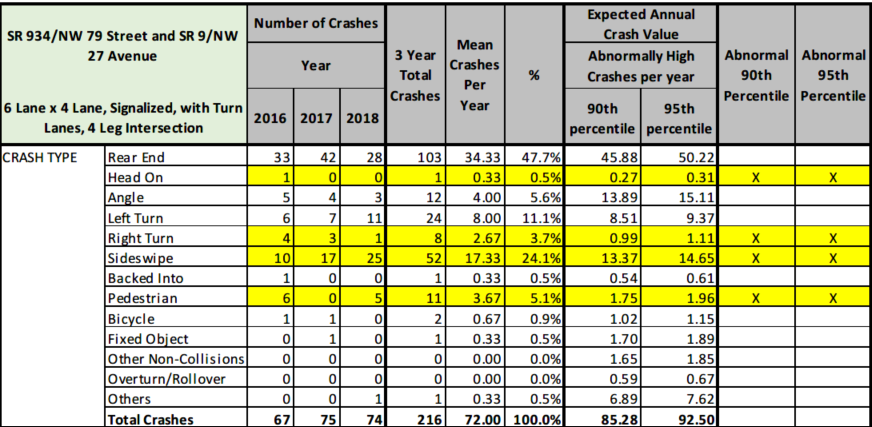 SR 934/NW 79 Street and SR 9/NW
27 Avenue
6 Lane x 4 Lane, Signalized, with Turn
Lanes, 4 Leg Intersection
Number of Crashes
Year
2016 2017 2018
3 Year
Total
Crashes
Mean
Crashes
Per
Year
%
Expected Annual
Crash Value
Abnormally High
Crashes per year
90th
percentile
95th
percentile
Abnormal
90th
Percentile
Abnormal
95th
Percentile
CRASH TYPE Rear End 33 42 28 103 34.33 47.7% 45.88 50.22
Head On 1 0 0 1 0.33 0.5% 0.27 0.31 X X
Angle 5 4 3 12 4.00 5.6% 13.89 15.11
Left Turn 6 7 11 24 8.00 11.1% 8.51 9.37
Right Turn 4 3 1 8 2.67 3.7% 0.99 1.11 X X
Sideswipe 10 17 25 52 17.33 24.1% 13.37 14.65 X X
Backed Into 1 0 0 1 0.33 0.5% 0.54 0.61
Pedestrian 6 0 5 11 3.67 5.1% 1.75 1.96 X X
Bicycle 1 1 0 2 0.67 0.9% 1.02 1.15
Fixed Object 0 1 0 1 0.33 0.5% 1.70 1.89
Other Non-Collisions 0 0 0 0 0.00 0.0% 1.65 1.85
Overturn/Rollover 0 0 0 0 0.00 0.0% 0.59 0.67
Others 0 0 1 1 0.33 0.5% 6.89 7.62
Total Crashes 67 75 74 216 72.00 100.0% 85.28 92.50